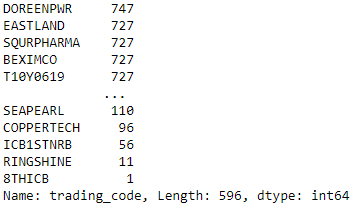 DOREENPWR 747
EASTLAND 727
SQURPHARMA 727
BEXIMCO 727
T10Y0619 727
...
SEAPEARL 110
COPPERTECH 96
ICB1STNRB 56
RINGSHINE 11
8THICB 1
Name: trading_code, Length: 596, dtype: int64